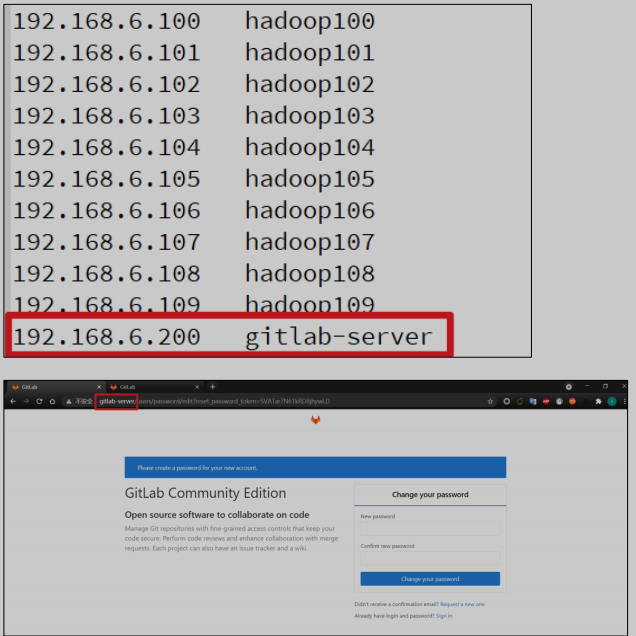 192.168.6.100 hadoop100
192.168.6.101 hadoop101
192.168.6.102 hadoop102
192.168.6.103 hadoop103
192.168.6.104 hadoop104
192.168.6.105 hadoop105
192.168.6.106 hadoop106
192.168.6.107 hadoop107
192.168.6.108 hadoop108
192.168.6.109 hadoop109
192.168.6.200 gitlab-server
GitLab GitLab
不安全 gitlab-server/users/password/edit?reset_password_token=
Please create a password for your new account.
GitLab Community Edition
Open source software to collaborate on code
Manage Git repositories with fine-grained access controls that keep your
code secure. Perform code reviews and enhance collaboration with merge
requests. Each project can also have an issue tracker and a wiki.
Change your password
New password
Confirm new password
Change your password
Didn't receive a confirmation email? Request a new one
Already have login and password? Sign in